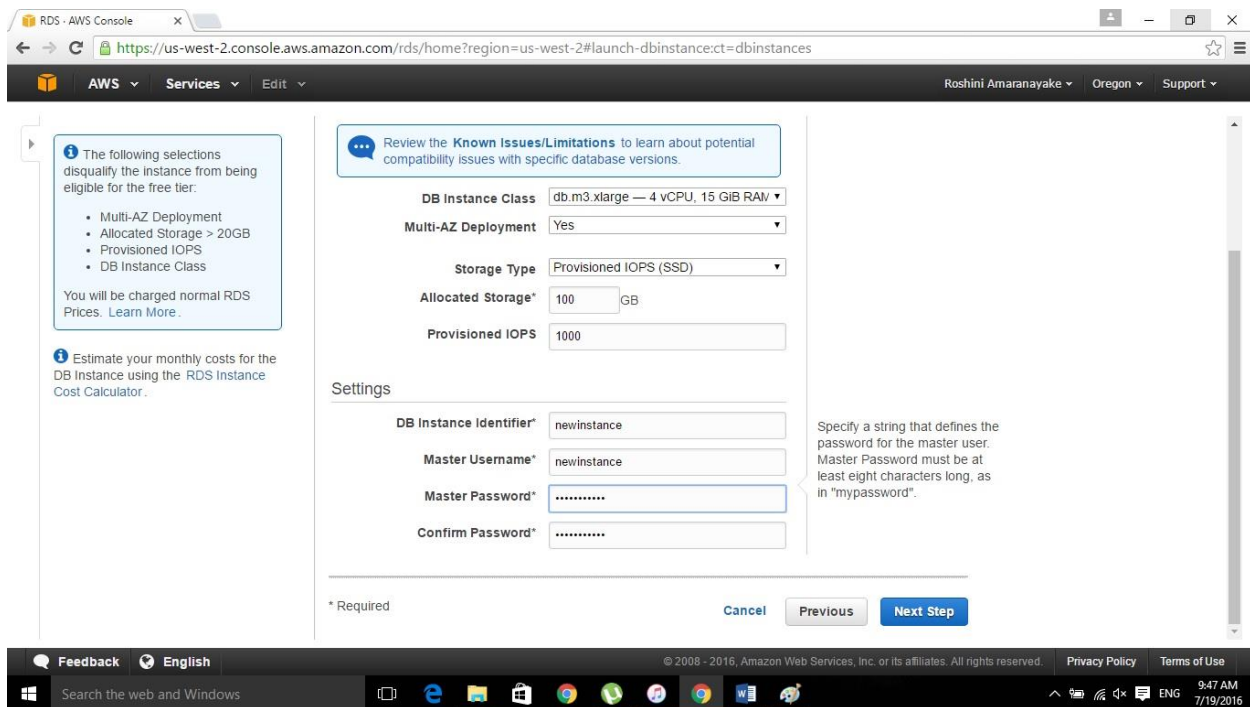 RDS · AWS Console
https://us-west-2.console.aws.amazon.com/rds/home?region=us-west-2#launch-dbinstance:ct=dbinstances
AWS Services Edit Roshini Amaranayake Oregon Support
The following selections
disqualify the instance from being
eligible for the free tier:
• Multi-AZ Deployment
• Allocated Storage > 20GB
• Provisioned IOPS
• DB Instance Class
You will be charged normal RDS
Prices. Learn More.
Estimate your monthly costs for the
DB Instance using the RDS Instance
Cost Calculator.
Review the Known Issues/Limitations to learn about potential
compatibility issues with specific database versions.
DB Instance Class db.m3.xlarge — 4 vCPU, 15 GiB RAM
Multi-AZ Deployment Yes
Storage Type Provisioned IOPS (SSD)
Allocated Storage* 100 GB
Provisioned IOPS 1000
Settings
DB Instance Identifier* newinstance
Master Username* newinstance
Master Password* •••••••••••
Confirm Password* •••••••••••
Specify a string that defines the
password for the master user.
Master Password must be at
least eight characters long, as
in "mypassword".
* Required
Cancel Previous Next Step
Feedback English © 2008 - 2016, Amazon Web Services, Inc. or its affiliates. All rights reserved. Privacy Policy Terms of Use
Search the web and Windows
ENG
9:47 AM
7/19/2016